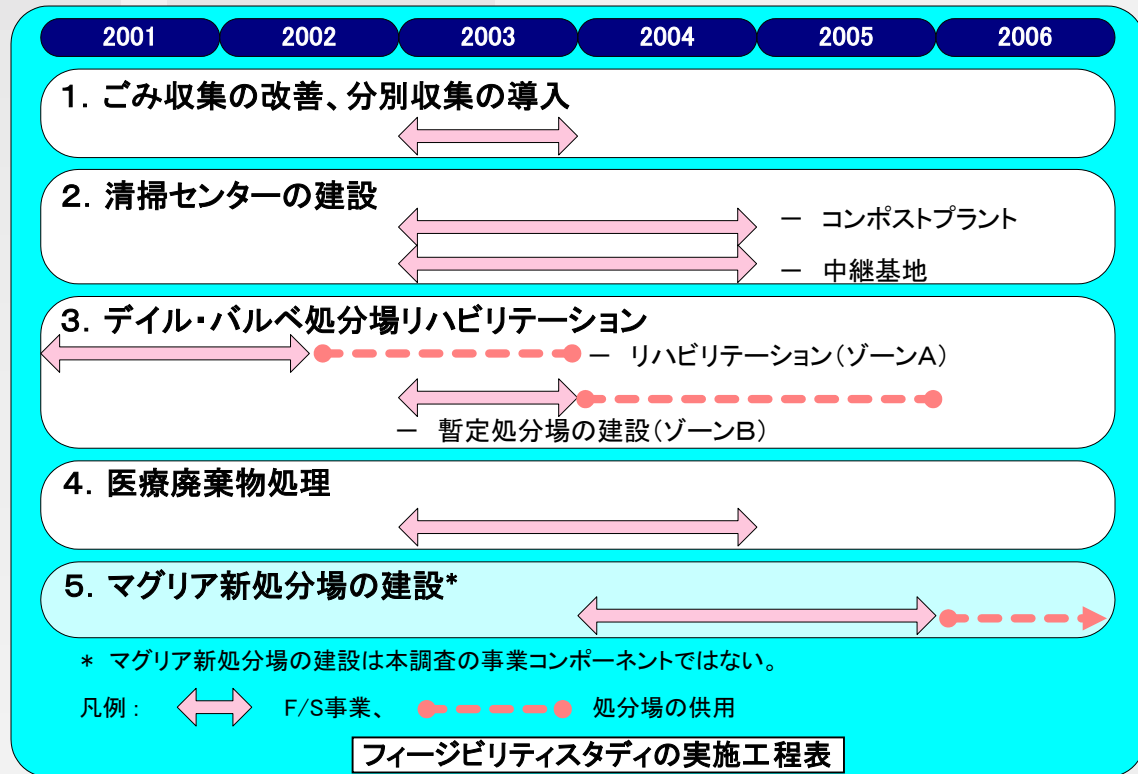 2001 2002 2003 2004 2005 2006
1. ごみ収集の改善、分別収集の導入
2. 清掃センターの建設
－ コンポストプラント
－ 中継基地
3. デイル・バルベ処分場リハビリテーション
－ リハビリテーション(ゾーンA)
－ 暫定処分場の建設(ゾーンB)
4. 医療廃棄物処理
5. マグリア新処分場の建設*
* マグリア新処分場の建設は本調査の事業コンポーネントではない。
凡例: F/S事業、 処分場の供用
フィージビリティスタディの実施工程表